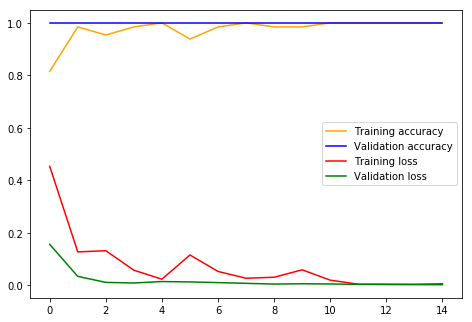 1.0
0.8
0.6
0.4
0.2
0.0
Training accuracy
Validation accuracy
Training loss
Validation loss
0 2 4 6 8 10 12 14